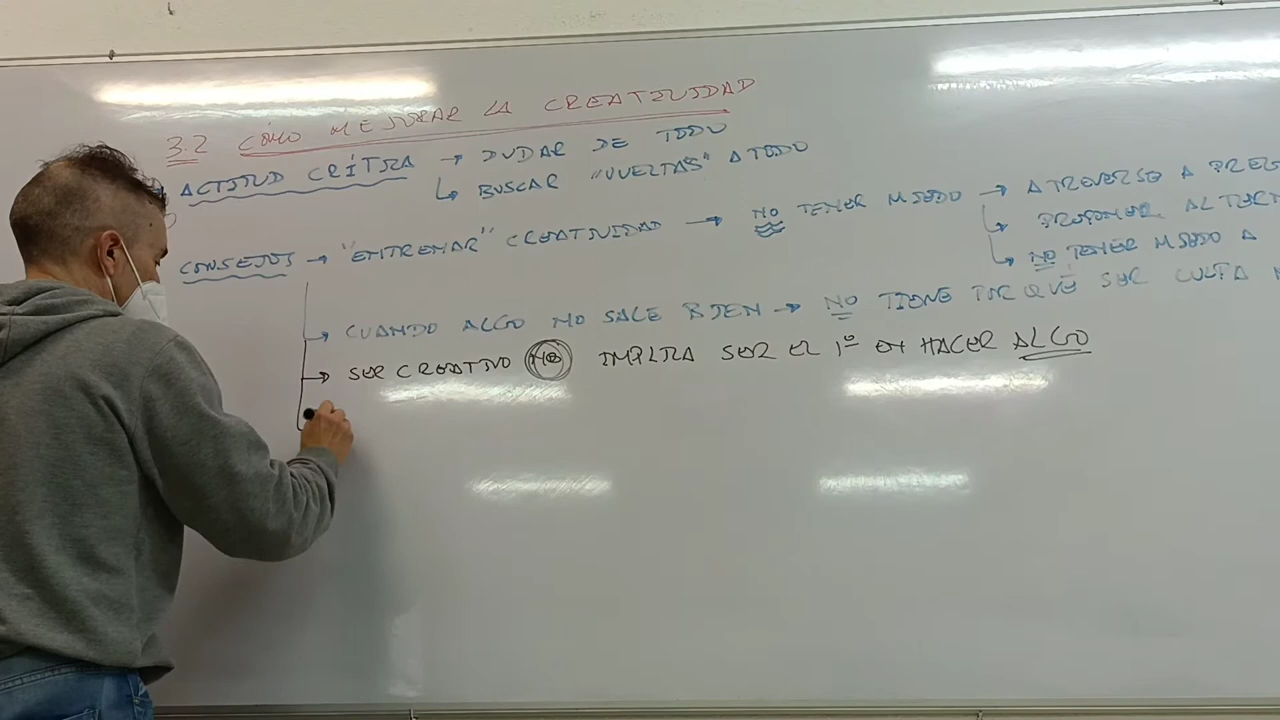 3.2 CÓMO MEJORAR LA CREATIVIDAD
ACTITUD CRÍTICA → DUDAR DE TODO
↳ BUSCAR "VUELTAS" A TODO
CONSEJOS → "ENTRENAR" CREATIVIDAD → NO TENER MIEDO → ATREVERSE A PREG
↳ PROPONER ALTERN
↳ NO TENER MIEDO A
↳ CUANDO ALGO NO SALE BIEN → NO TIENE POR QUÉ SER CULPA
→ SER CREATIVO NO IMPLICA SER EL 1º EN HACER ALGO